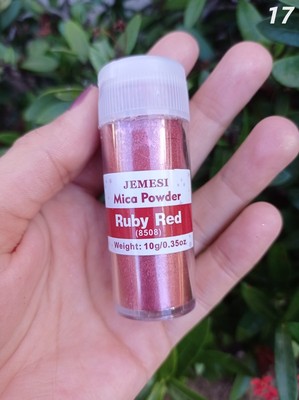 17
JEMESI
Mica Powder
Ruby Red
(8508)
Weight: 10g/0.35oz